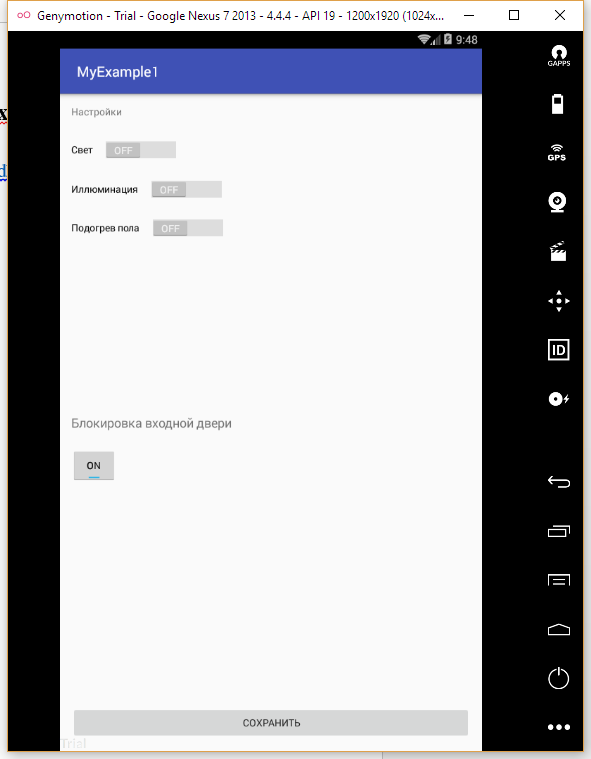 Genymotion - Trial - Google Nexus 7 2013 - 4.4.4 - API 19 - 1200x1920 (1024x...
9:48
GAPPS
MyExample1
Настройки
Свет OFF
GPS
Иллюминация OFF
Подогрев пола OFF
ID
Блокировка входной двери
ON
СОХРАНИТЬ
Trial
x
d